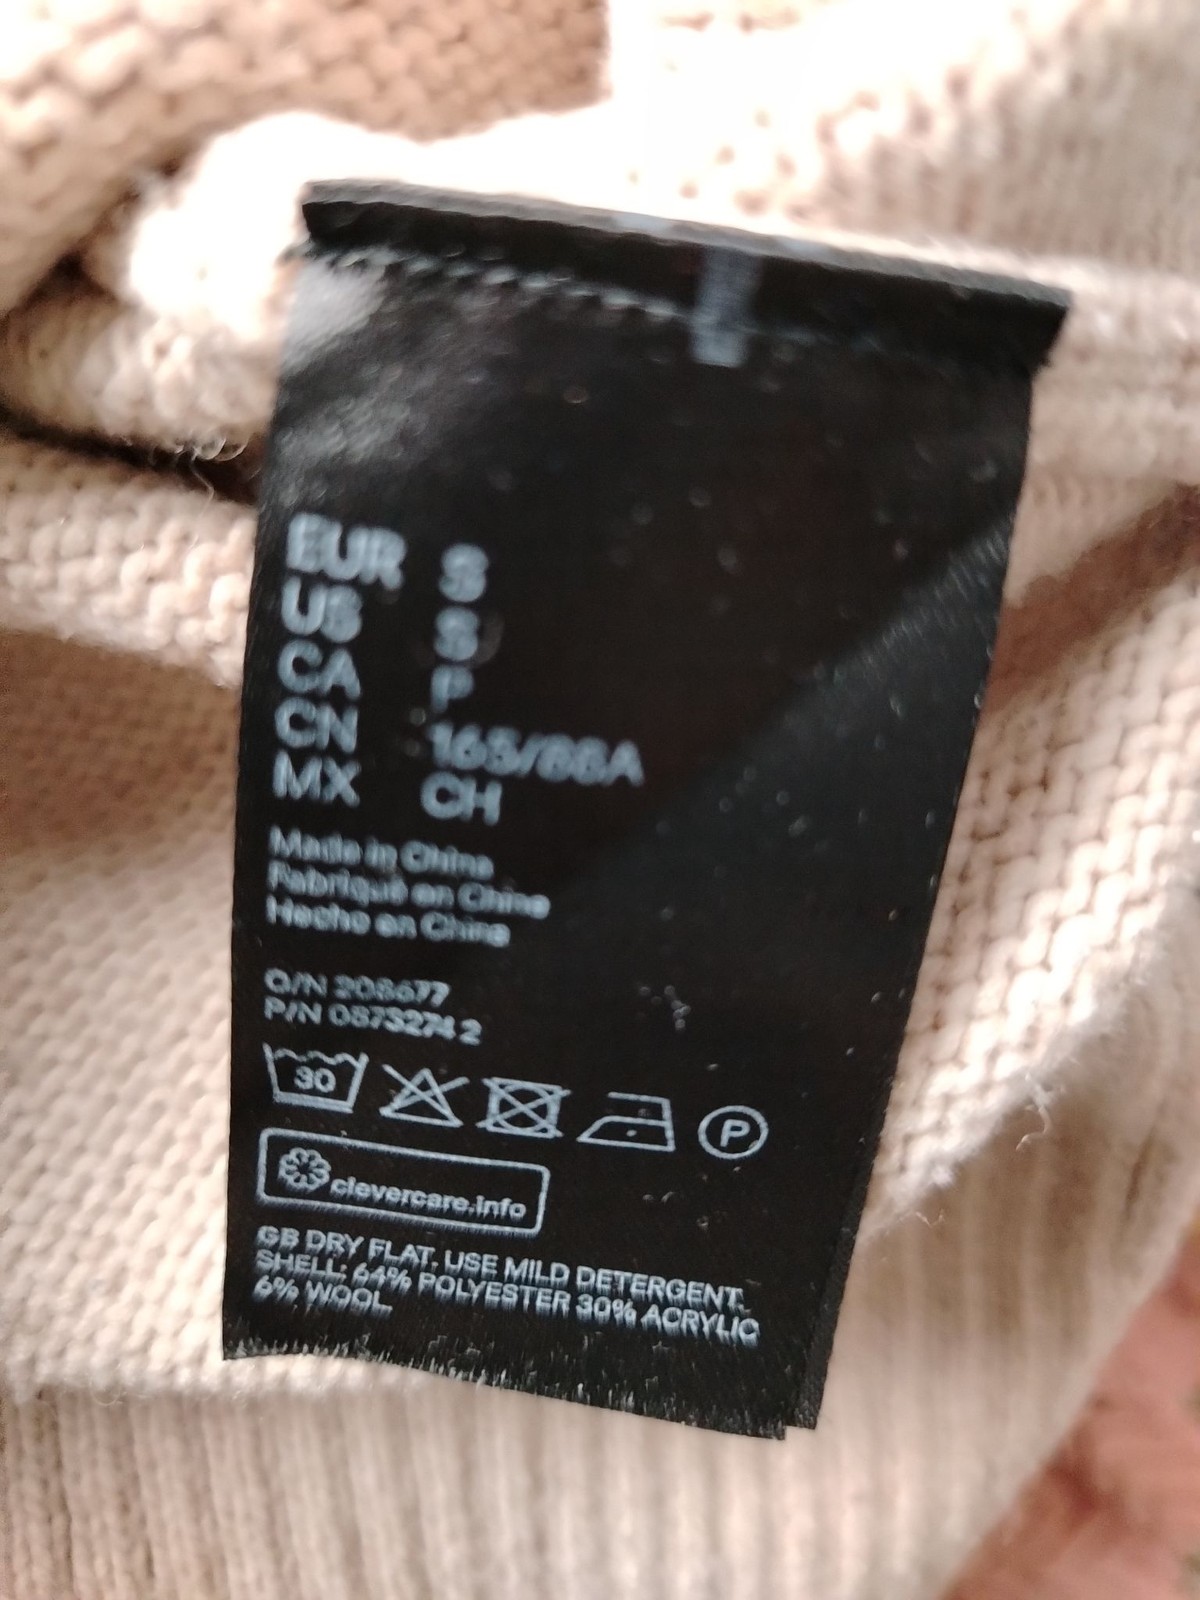 EUR S
US S
CA P
CN 165/88A
MX CH
Made in China
Fabriqué en Chine
Hecho en China
O/N 208677
P/N 0873274 2
30
P
clevercare.info
GB DRY FLAT. USE MILD DETERGENT.
SHELL: 64% POLYESTER 30% ACRYLIC
6% WOOL